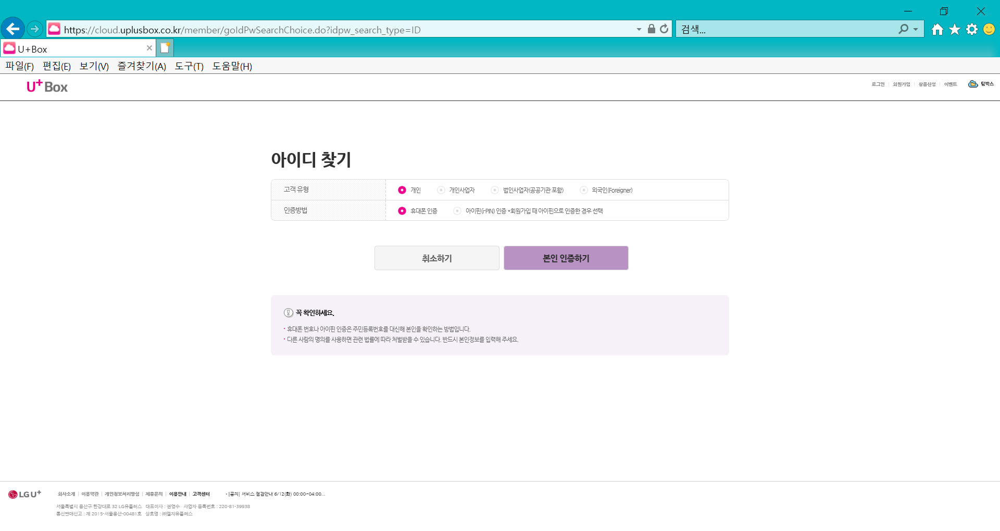 https://cloud.uplusbox.co.kr/member/goIdPwSearchChoice.do?idpw_search_type=ID
검색...
U+Box
파일(F) 편집(E) 보기(V) 즐겨찾기(A) 도구(T) 도움말(H)
U+ Box
로그인 회원가입 상품신청 이벤트 팀박스
아이디 찾기
고객 유형 개인 개인사업자 법인사업자(공공기관 포함) 외국인(Foreigner)
인증방법 휴대폰 인증 아이핀(i-PIN) 인증 *회원가입 때 아이핀으로 인증한 경우 선택
취소하기 본인 인증하기
꼭 확인하세요.
· 휴대폰 번호나 아이핀 인증은 주민등록번호를 대신해 본인을 확인하는 방법입니다.
· 다른 사람의 명의를 사용하면 관련 법률에 따라 처벌받을 수 있습니다. 반드시 본인정보를 입력해 주세요.
LG U+ 회사소개 이용약관 개인정보처리방침 제휴문의 이용안내 고객센터 · [공지] 서비스 점검안내 6/12(화) 00:00~04:00...
서울특별시 용산구 한강대로 32 LG유플러스 대표이사 : 권영수 사업자 등록번호 : 220-81-39938
통신판매신고 : 제 2015-서울용산-00481호 상호명 : ㈜엘지유플러스